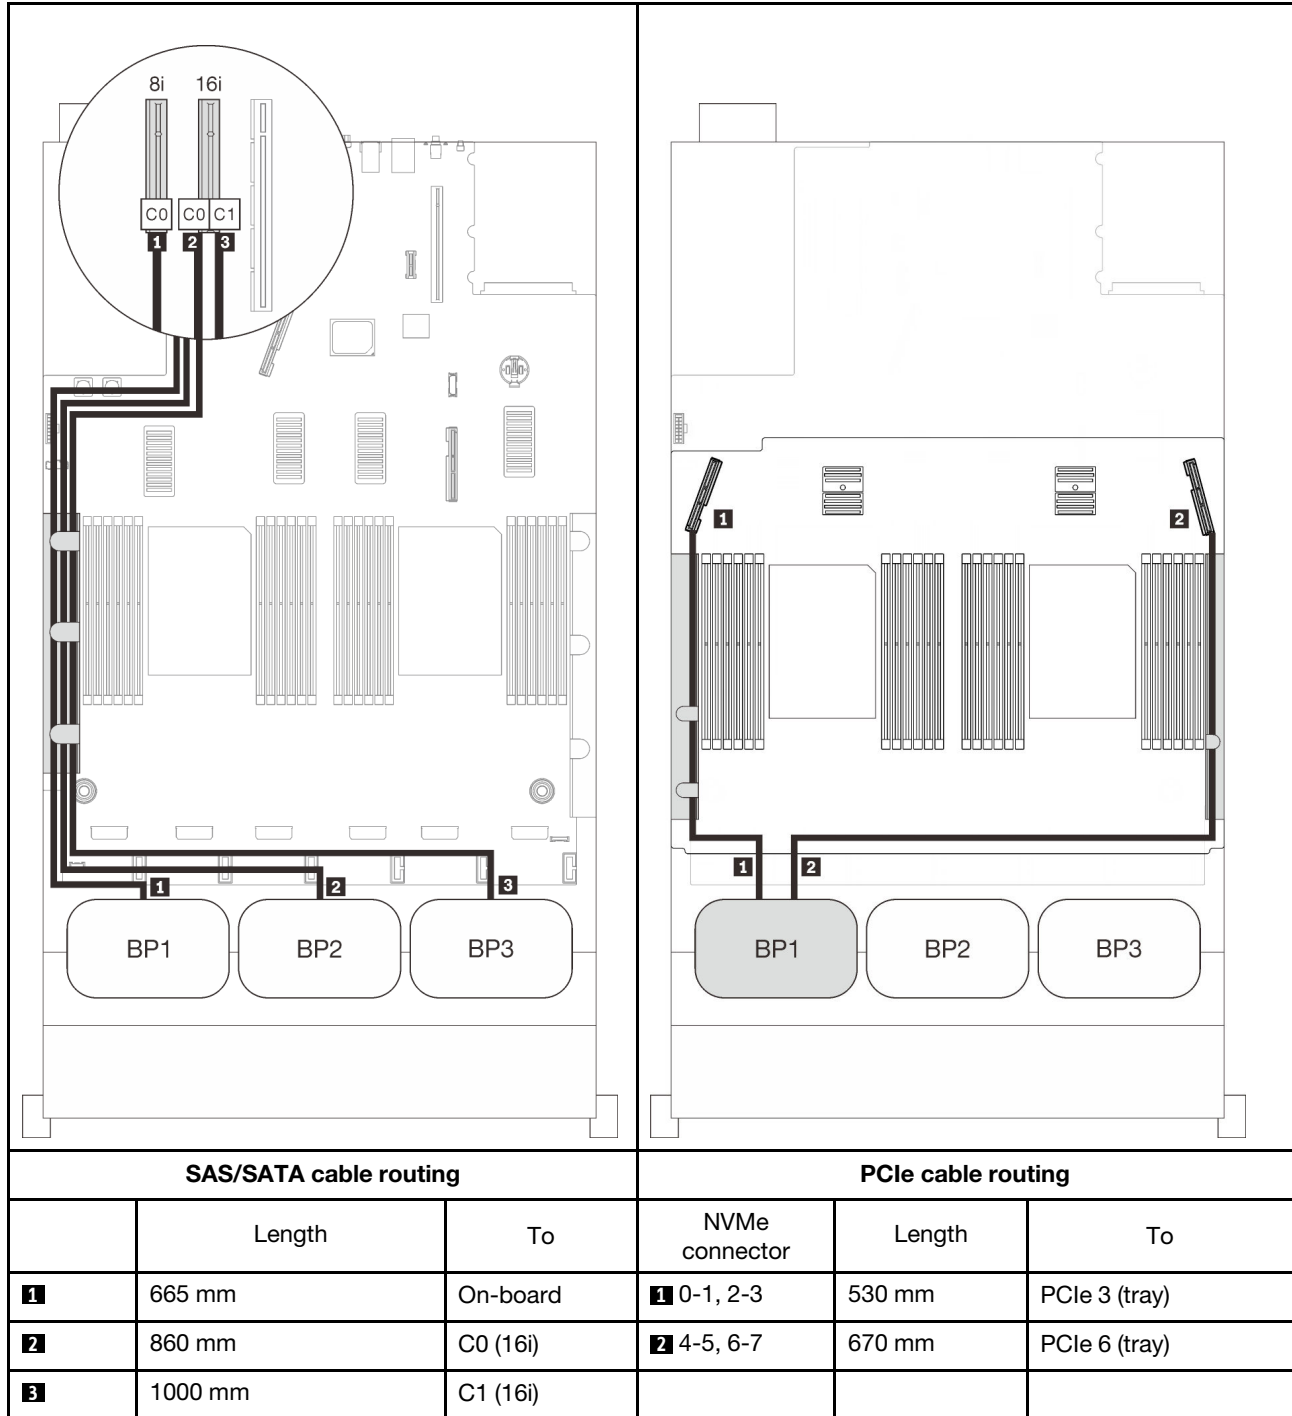 8i 16i
C0 C0 C1
1 2 3
1 2 3
BP1 BP2 BP3
1 2
1 2
BP1 BP2 BP3
SAS/SATA cable routing PCIe cable routing
Length To NVMe connector Length To
1 665 mm On-board 1 0-1, 2-3 530 mm PCIe 3 (tray)
2 860 mm C0 (16i) 2 4-5, 6-7 670 mm PCIe 6 (tray)
3 1000 mm C1 (16i)